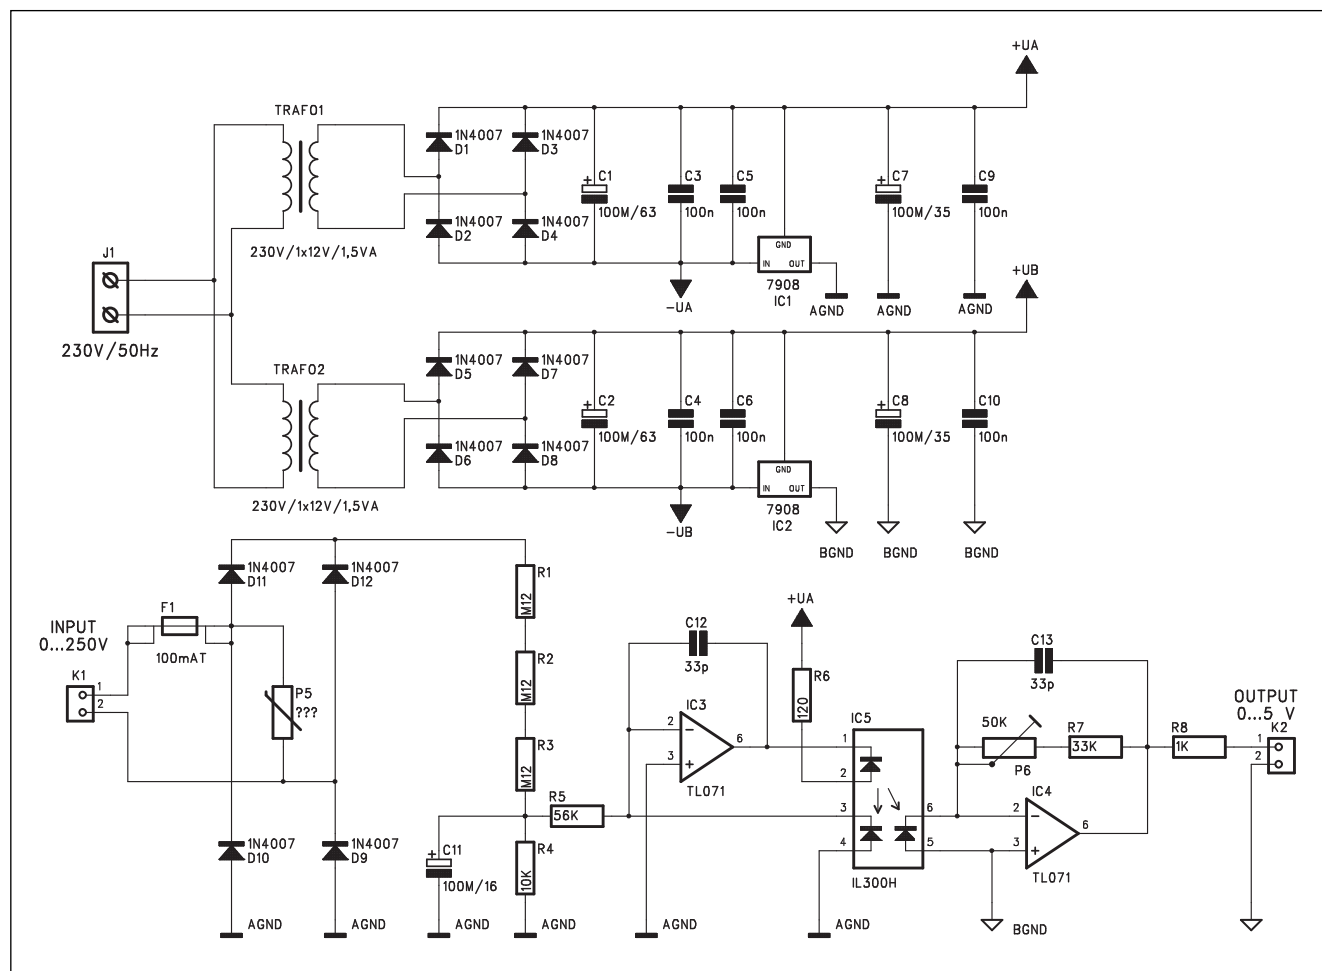 +UA
TRAFO1
1N4007
D1
1N4007
D3
1N4007
D2
1N4007
D4
+
C1
100M/63
C3
100n
C5
100n
+
C7
100M/35
C9
100n
230V/1x12V/1,5VA
GND
IN OUT
7908
IC1
-UA
AGND
AGND
AGND
J1
230V/50Hz
+UB
TRAFO2
1N4007
D5
1N4007
D7
1N4007
D6
1N4007
D8
+
C2
100M/63
C4
100n
C6
100n
+
C8
100M/35
C10
100n
230V/1x12V/1,5VA
GND
IN OUT
7908
IC2
-UB
BGND
BGND
BGND
1N4007
D11
1N4007
D12
R1
M12
R2
M12
R3
M12
INPUT
0...250V
F1
100mAT
K1
1
2
P5
???
1N4007
D10
1N4007
D9
+
C11
100M/16
R5
56K
R4
10K
AGND
AGND
AGND
AGND
AGND
AGND
C12
33p
IC3
2
-
3
+
6
TL071
+UA
R6
120
IC5
1
2
3
4
6
5
IL300H
C13
33p
50K
P6
R7
33K
R8
1K
IC4
2
-
3
+
6
TL071
BGND
OUTPUT
0...5 V
K2
1
2